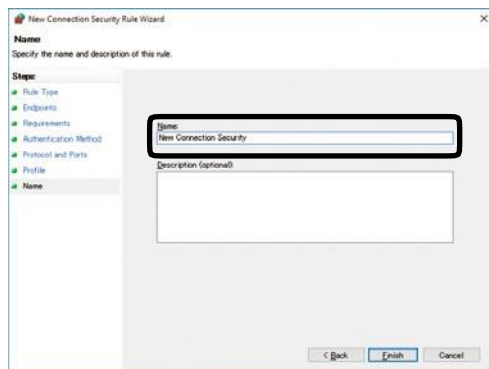 New Connection Security Rule Wizard
Name
Specify the name and description of this rule.
Steps:
Rule Type
Endpoints
Requirements
Authentication Method
Protocol and Ports
Profile
Name
Name:
New Connection Security
Description (optional):
< Back
Finish
Cancel